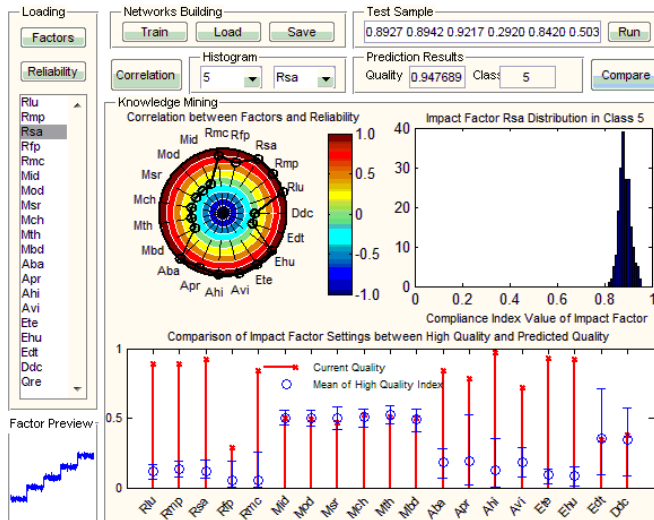 Loading
Factors
Reliability
Rlu
Rmp
Rsa
Rfp
Rmc
Mid
Mod
Msr
Mch
Mth
Mbd
Aba
Apr
Ahi
Avi
Ete
Ehu
Edt
Ddc
Qre
Factor Preview
Networks Building
Train Load Save
Test Sample
0.8927 0.8942 0.9217 0.2920 0.8420 0.503 Run
Correlation
Histogram
5 Rsa
Prediction Results
Quality 0.947689 Class 5
Compare
Knowledge Mining
Correlation between Factors and Reliability
Rmc
Rfp
Rsa
Rmp
Rlu
Ddc
Edt
Ehu
Ete
Avi
Ahi
Apr
Aba
Mbd
Mth
Mch
Msr
Mod
Mid
1.0
0.5
0
-0.5
-1.0
Impact Factor Rsa Distribution in Class 5
40
30
20
10
0
0 0.2 0.4 0.6 0.8 1
Compliance Index Value of Impact Factor
Comparison of Impact Factor Settings between High Quality and Predicted Quality
1
0.5
0
Current Quality
Mean of High Quality Index
Rlu Rmp Rsa Rfp Rmc Mid Mod Msr Mch Mth Mbd Aba Apr Ahi Avi Ete Ehu Edt Ddc